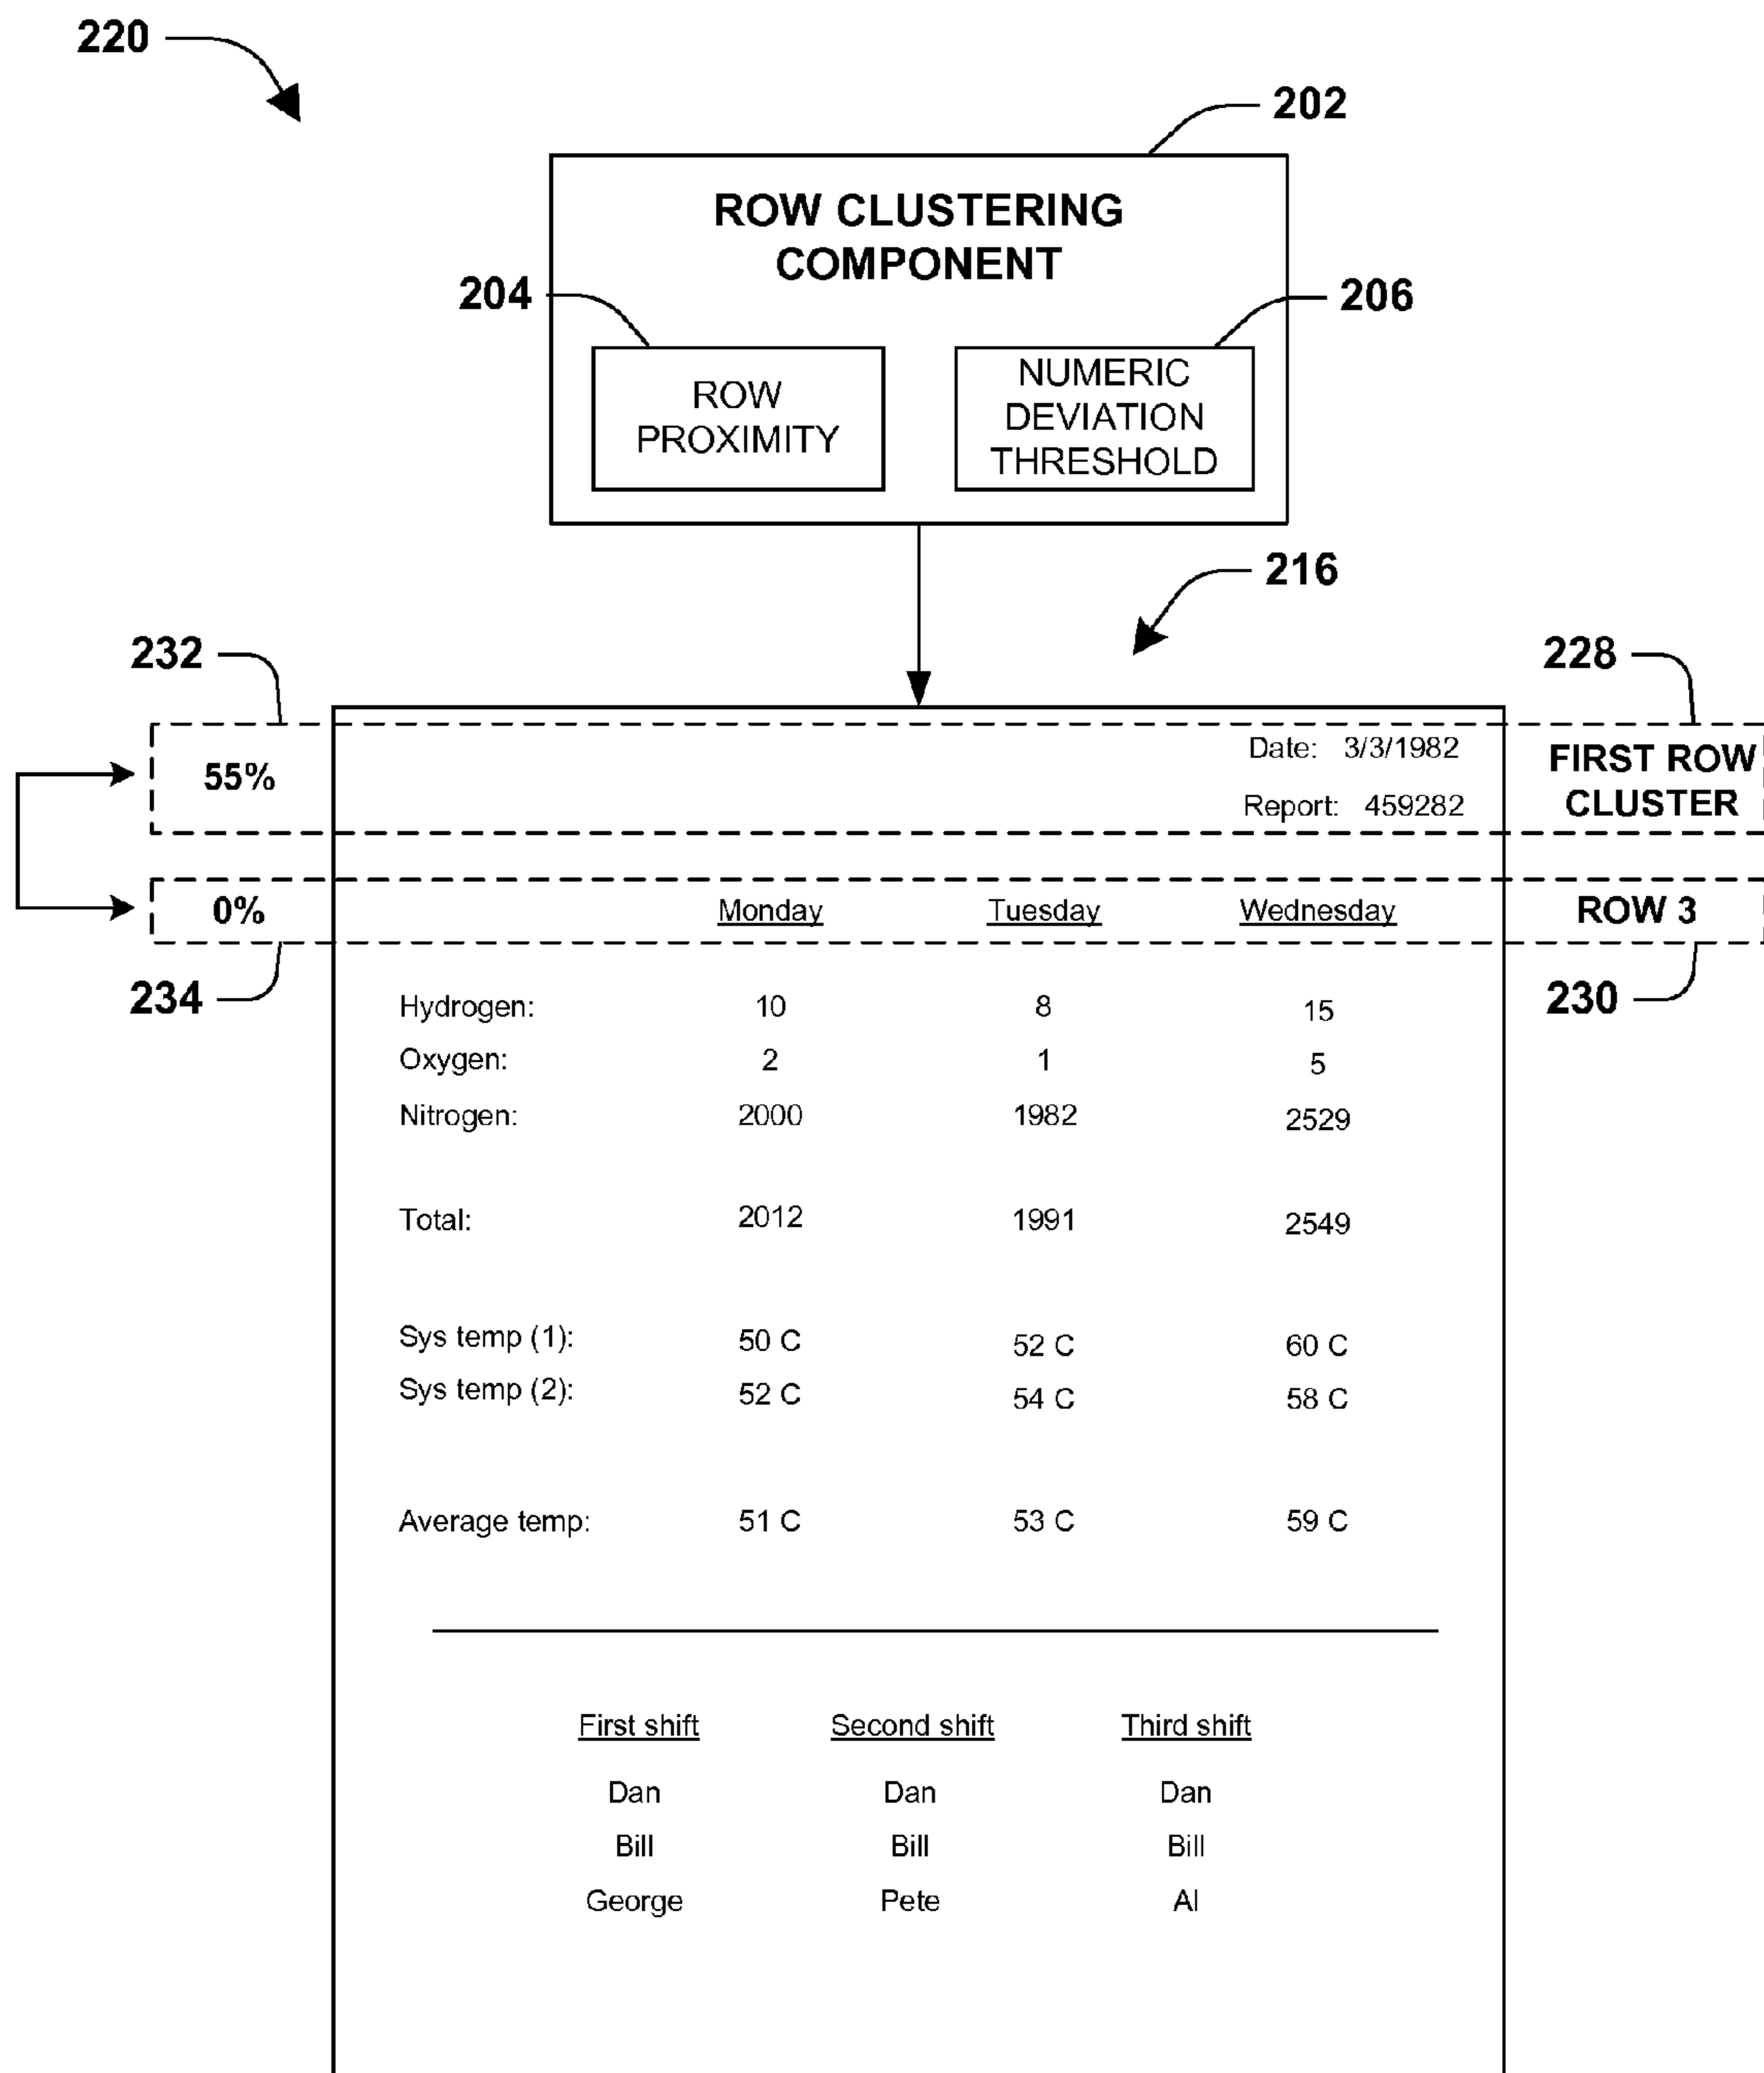 220
202
ROW CLUSTERING
COMPONENT
204
206
ROW
PROXIMITY
NUMERIC
DEVIATION
THRESHOLD
216
232
228
55%
Date: 3/3/1982
Report: 459282
FIRST ROW
CLUSTER
0%
Monday Tuesday Wednesday
ROW 3
234
230
Hydrogen: 10 8 15
Oxygen: 2 1 5
Nitrogen: 2000 1982 2529
Total: 2012 1991 2549
Sys temp (1): 50 C 52 C 60 C
Sys temp (2): 52 C 54 C 58 C
Average temp: 51 C 53 C 59 C
First shift Second shift Third shift
Dan Dan Dan
Bill Bill Bill
George Pete Al